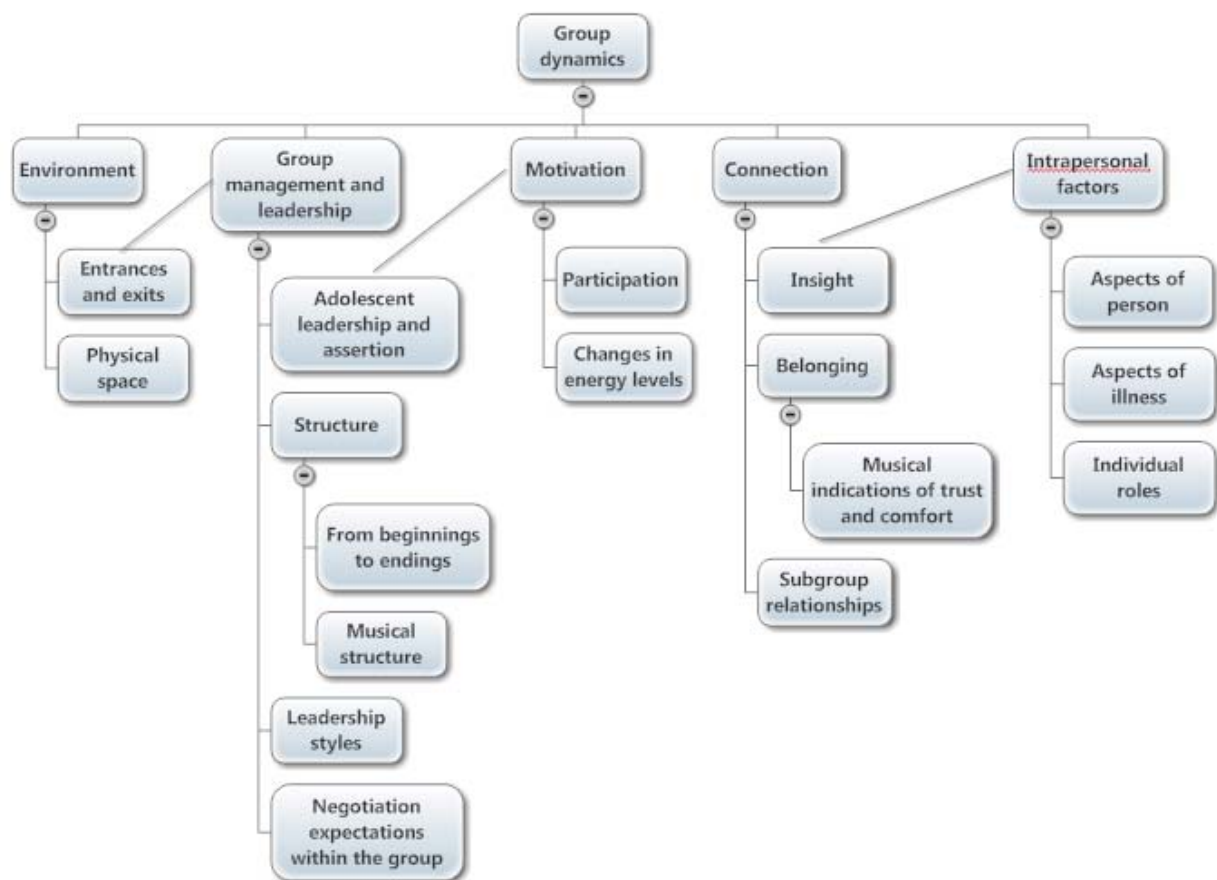 Group
dynamics
Environment
Group
management and
leadership
Motivation
Connection
Intrapersonal
factors
Entrances
and exits
Physical
space
Adolescent
leadership and
assertion
Structure
From beginnings
to endings
Musical
structure
Leadership
styles
Negotiation
expectations
within the group
Participation
Changes in
energy levels
Insight
Belonging
Musical
indications of trust
and comfort
Subgroup
relationships
Aspects of
person
Aspects of
illness
Individual
roles